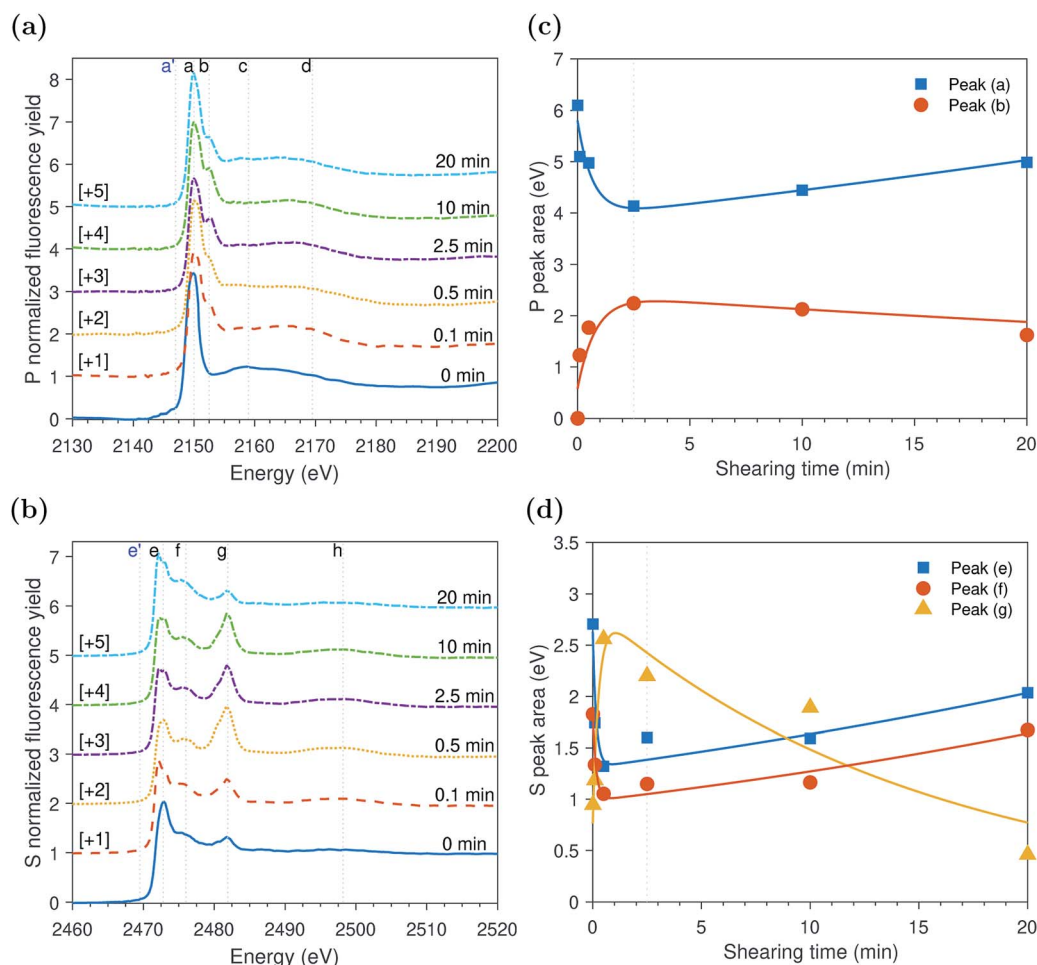 (a)
P normalized fluorescence yield
8
7
6
5
4
3
2
1
0
a' a b c d
[+5] 20 min
[+4] 10 min
[+3] 2.5 min
[+2] 0.5 min
[+1] 0.1 min
0 min
2130 2140 2150 2160 2170 2180 2190 2200
Energy (eV)
(c)
P peak area (eV)
7
6
5
4
3
2
1
0
Peak (a)
Peak (b)
0 5 10 15 20
Shearing time (min)
(b)
S normalized fluorescence yield
7
6
5
4
3
2
1
0
e' e f g h
20 min
[+5] 10 min
[+4] 2.5 min
[+3] 0.5 min
[+2] 0.1 min
[+1] 0 min
2460 2470 2480 2490 2500 2510 2520
Energy (eV)
(d)
S peak area (eV)
3.5
3
2.5
2
1.5
1
0.5
0
Peak (e)
Peak (f)
Peak (g)
0 5 10 15 20
Shearing time (min)